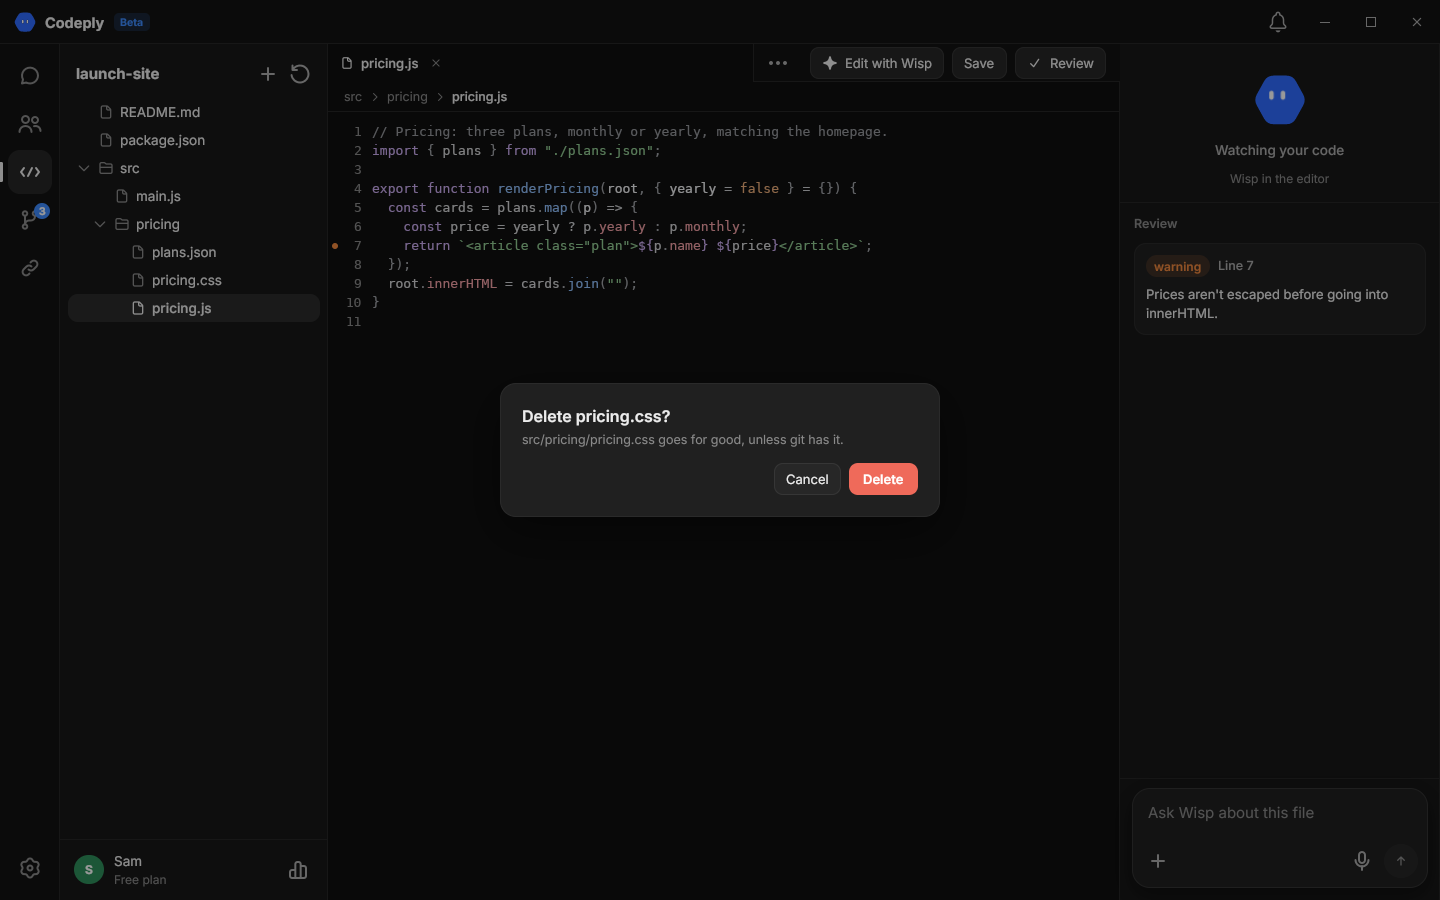 Codeply Beta
launch-site
README.md
package.json
src
main.js
pricing
plans.json
pricing.css
pricing.js
3
S
Sam
Free plan
pricing.js
Edit with Wisp
Save
Review
src > pricing > pricing.js
1 // Pricing: three plans, monthly or yearly, matching the homepage.
2 import { plans } from "./plans.json";
3
4 export function renderPricing(root, { yearly = false } = {}) {
5   const cards = plans.map((p) => {
6     const price = yearly ? p.yearly : p.monthly;
7     return `<article class="plan">${p.name} ${price}</article>`;
8   });
9   root.innerHTML = cards.join("");
10 }
11
Delete pricing.css?
src/pricing/pricing.css goes for good, unless git has it.
Cancel
Delete
Watching your code
Wisp in the editor
Review
warning Line 7
Prices aren't escaped before going into
innerHTML.
Ask Wisp about this file